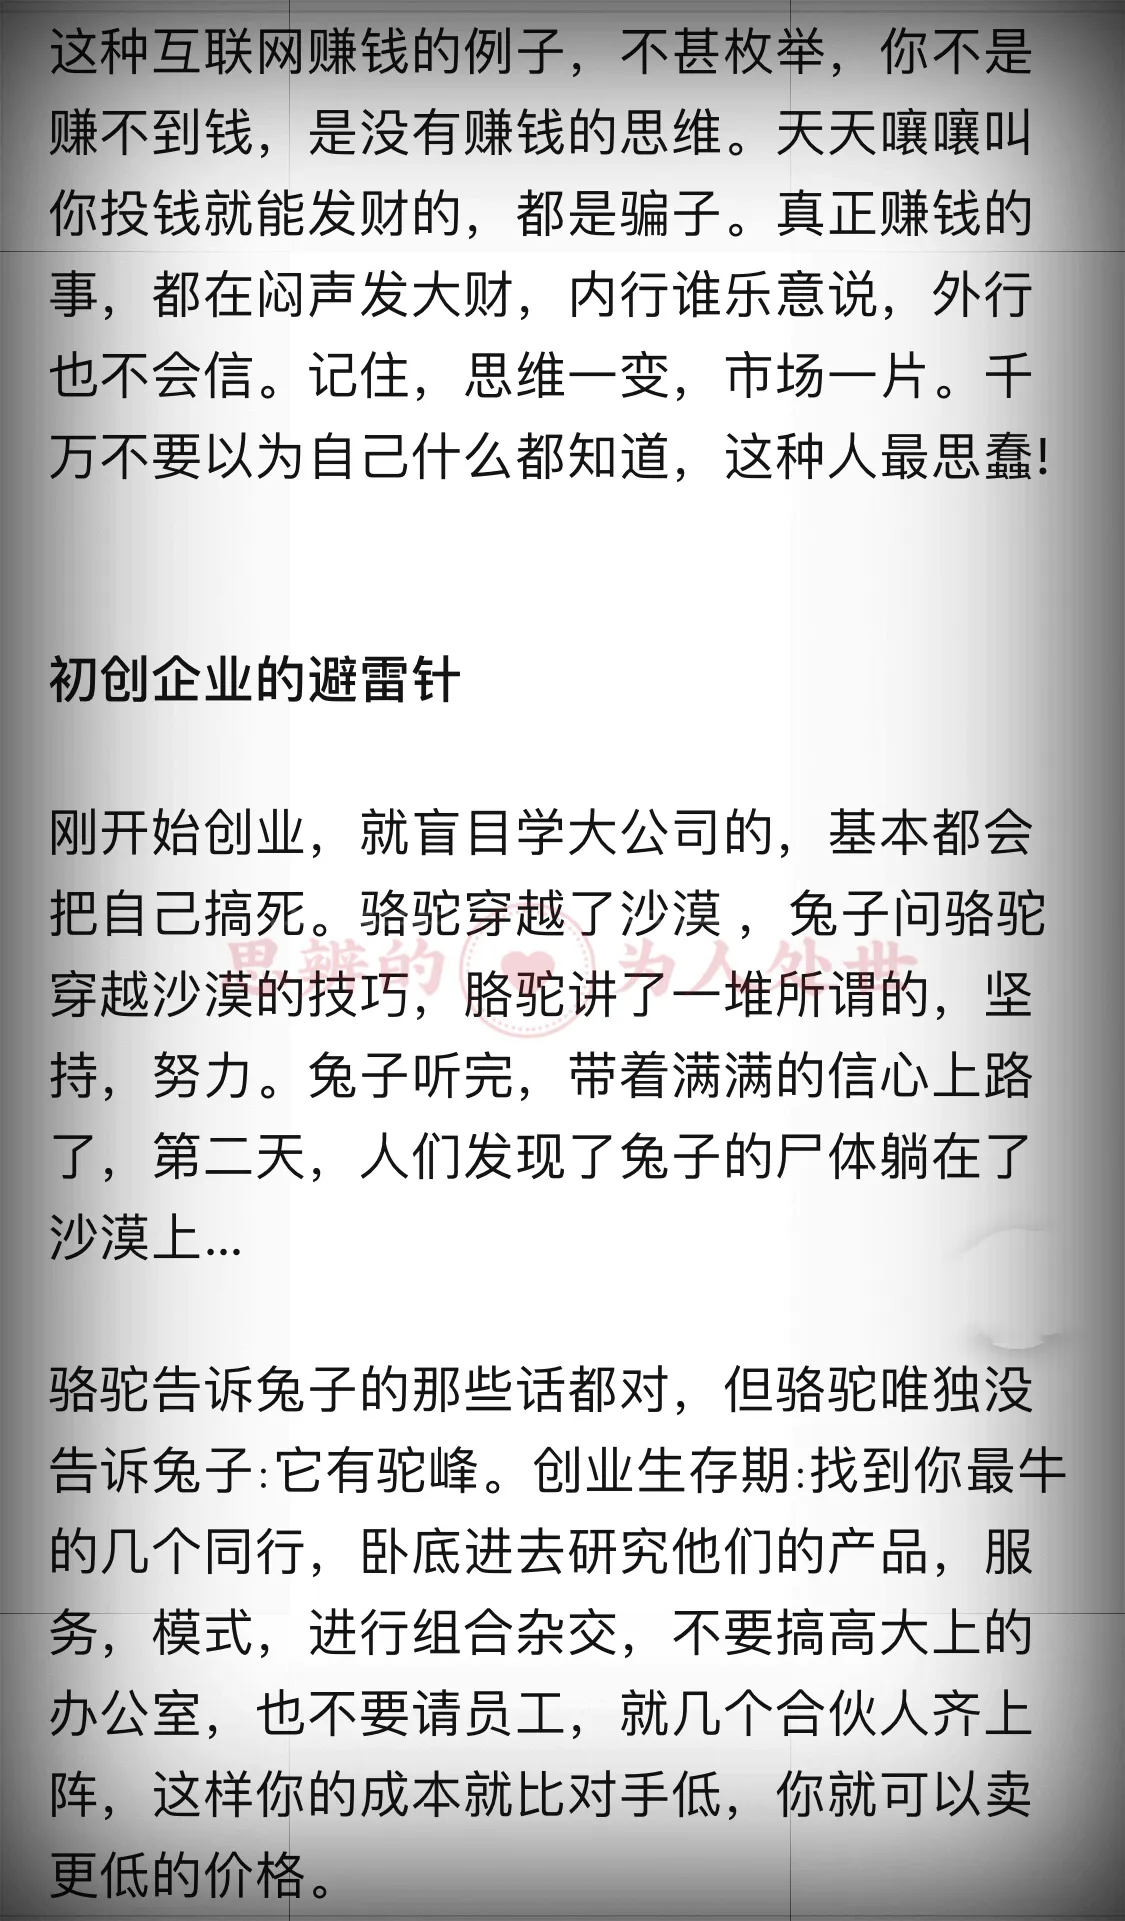 这种互联网赚钱的例子，不甚枚举，你不是
赚不到钱，是没有赚钱的思维。天天嚷嚷叫
你投钱就能发财的，都是骗子。真正赚钱的
事，都在闷声发大财，内行谁乐意说，外行
也不会信。记住，思维一变，市场一片。千
万不要以为自己什么都知道，这种人最思蠢!
初创企业的避雷针
刚开始创业，就盲目学大公司的，基本都会
把自己搞死。骆驼穿越了沙漠 ，兔子问骆驼
思辨的 为人处世
穿越沙漠的技巧，胳驼讲了一堆所谓的，坚
持，努力。兔子听完，带着满满的信心上路
了，第二天，人们发现了兔子的尸体躺在了
沙漠上...
骆驼告诉兔子的那些话都对，但骆驼唯独没
告诉兔子:它有驼峰。创业生存期:找到你最牛
的几个同行，卧底进去研究他们的产品，服
务，模式，进行组合杂交，不要搞高大上的
办公室，也不要请员工，就几个合伙人齐上
阵，这样你的成本就比对手低，你就可以卖
更低的价格。